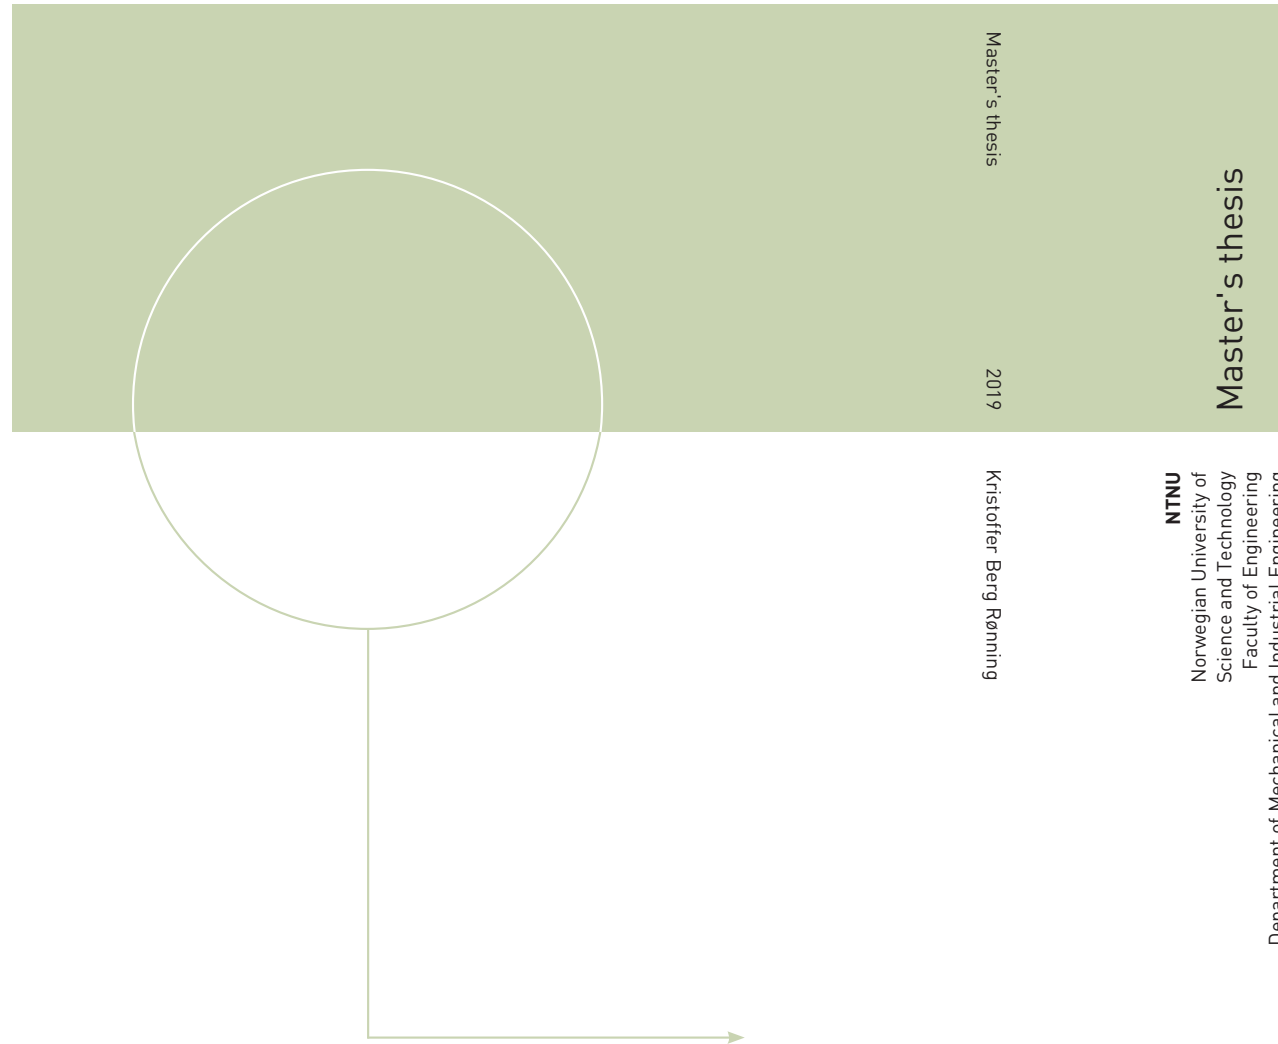 Master's thesis
2019
Kristoffer Berg Rønning
Master's thesis
NTNU
Norwegian University of
Science and Technology
Faculty of Engineering
Department of Mechanical and Industrial Engineering